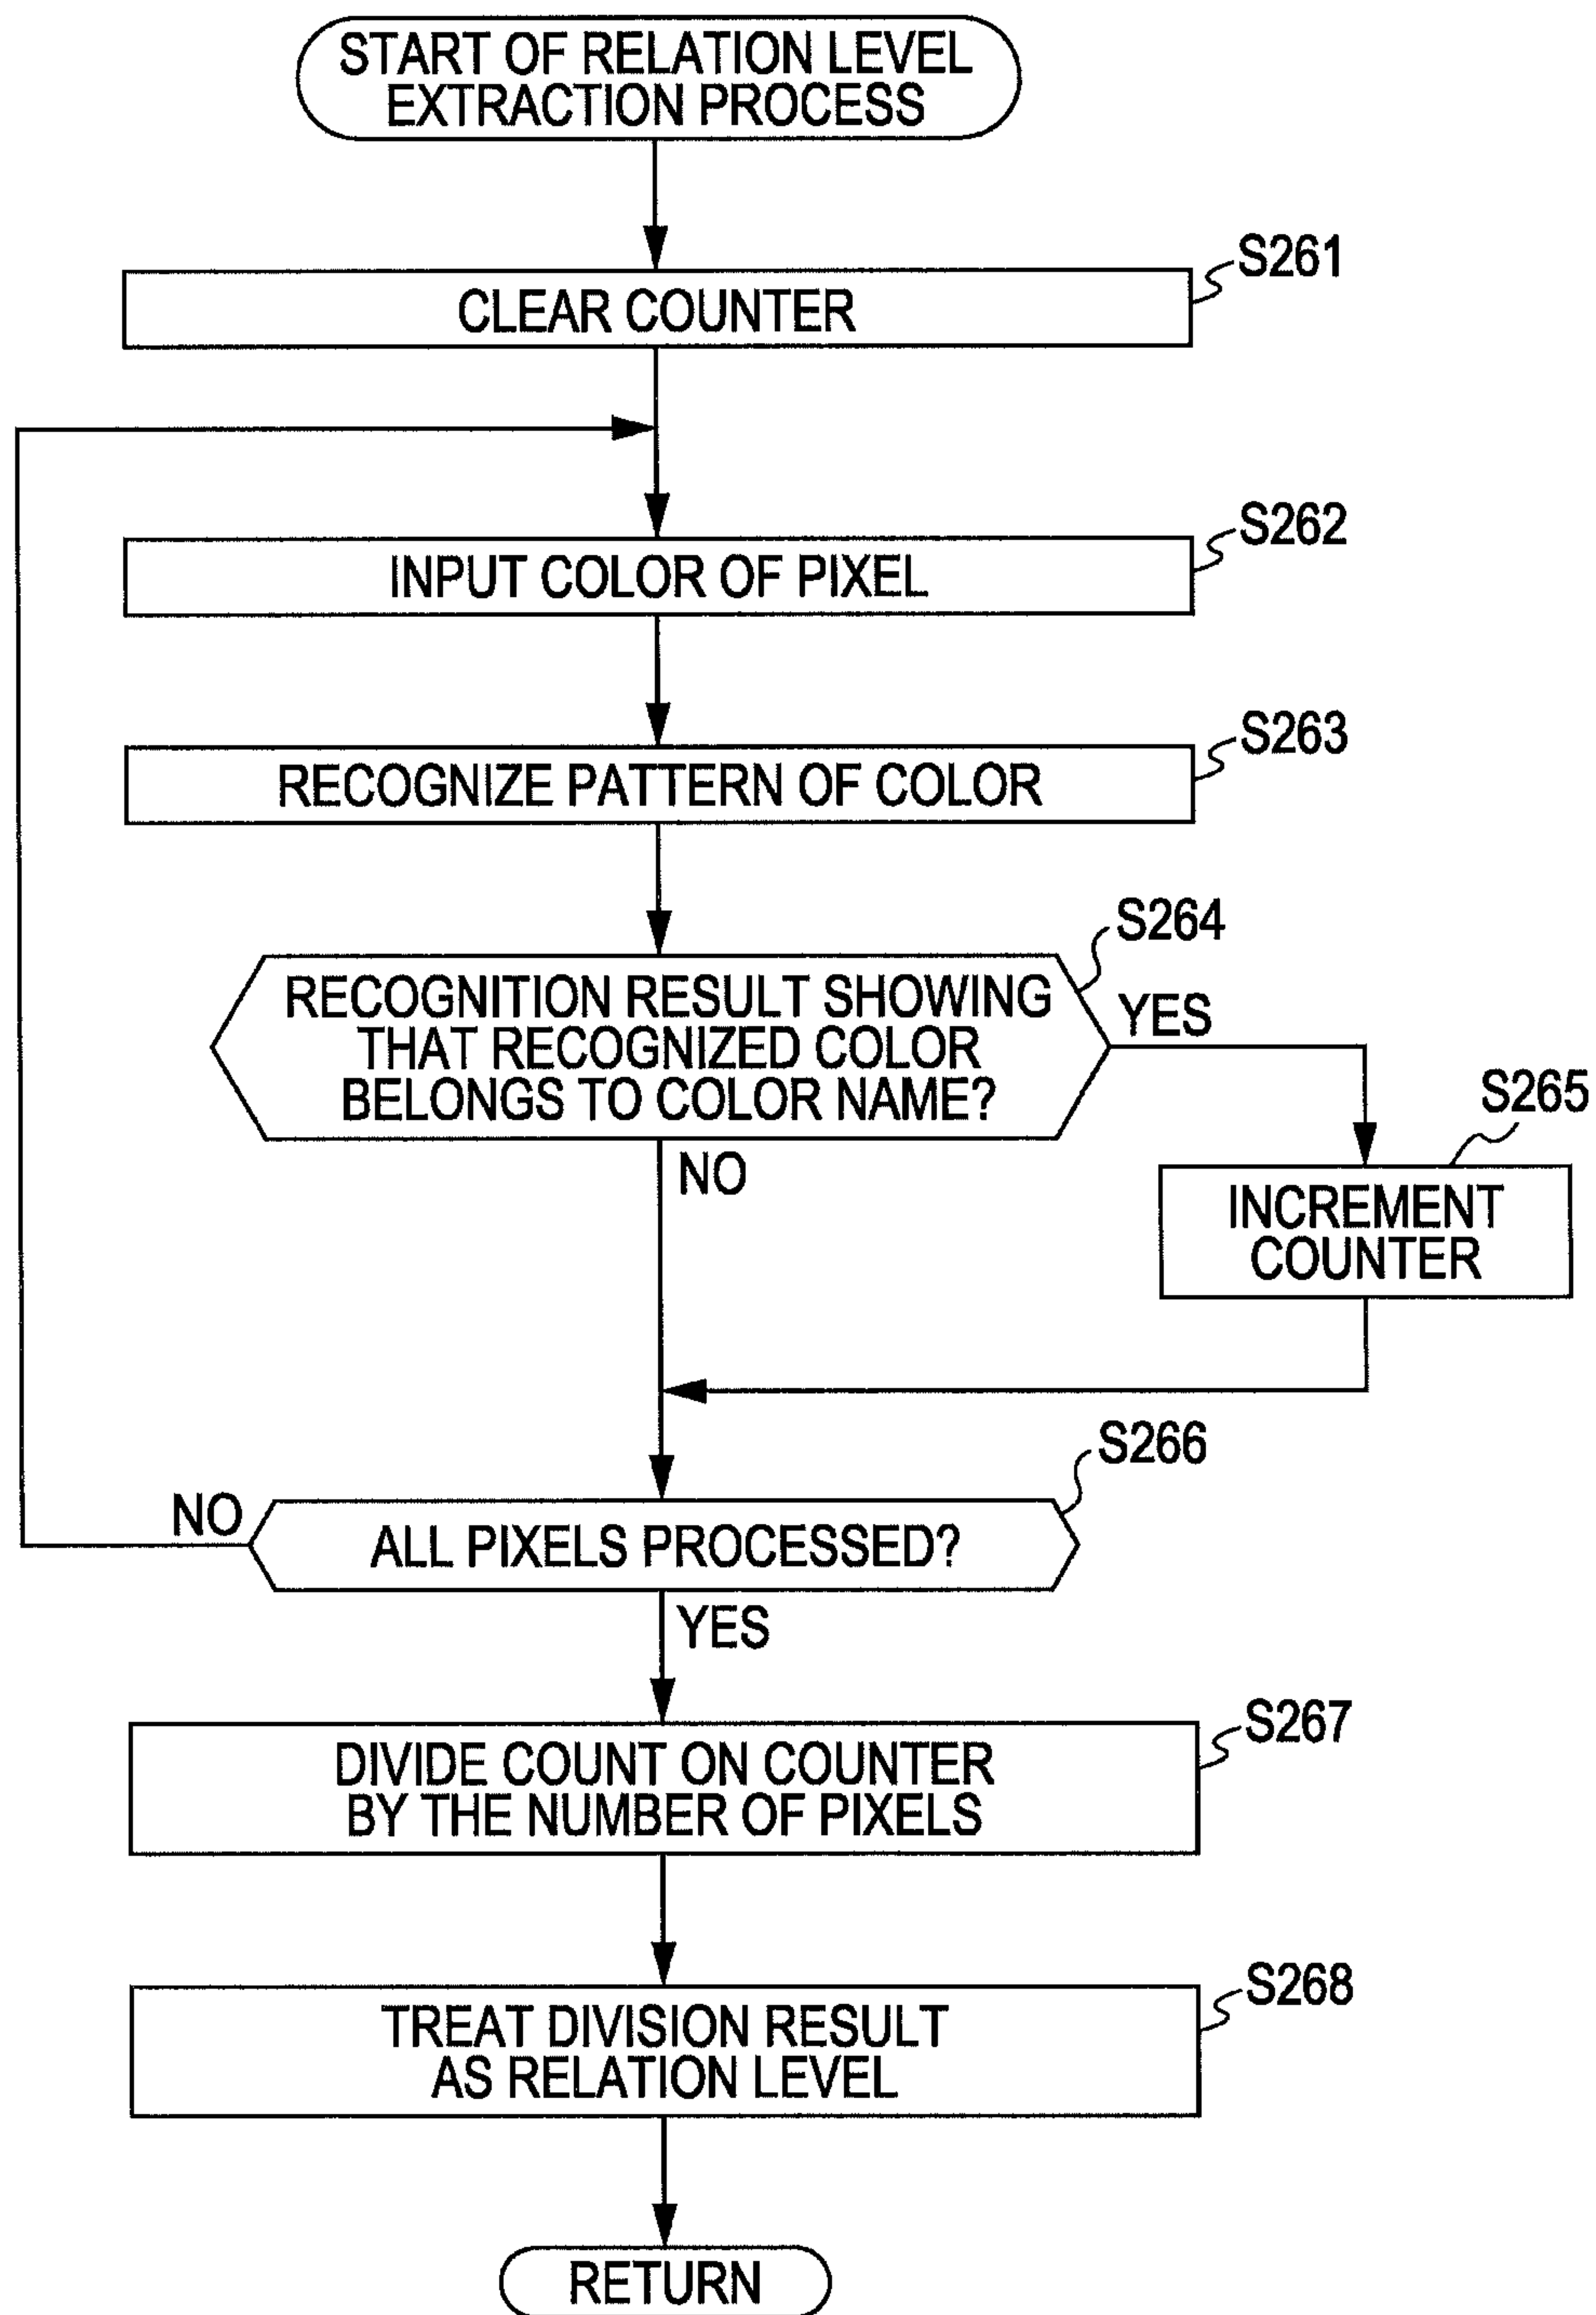 START OF RELATION LEVEL
EXTRACTION PROCESS
S261
CLEAR COUNTER
S262
INPUT COLOR OF PIXEL
S263
RECOGNIZE PATTERN OF COLOR
S264
RECOGNITION RESULT SHOWING
THAT RECOGNIZED COLOR
BELONGS TO COLOR NAME?
YES
NO
S265
INCREMENT
COUNTER
S266
NO
ALL PIXELS PROCESSED?
YES
S267
DIVIDE COUNT ON COUNTER
BY THE NUMBER OF PIXELS
S268
TREAT DIVISION RESULT
AS RELATION LEVEL
RETURN